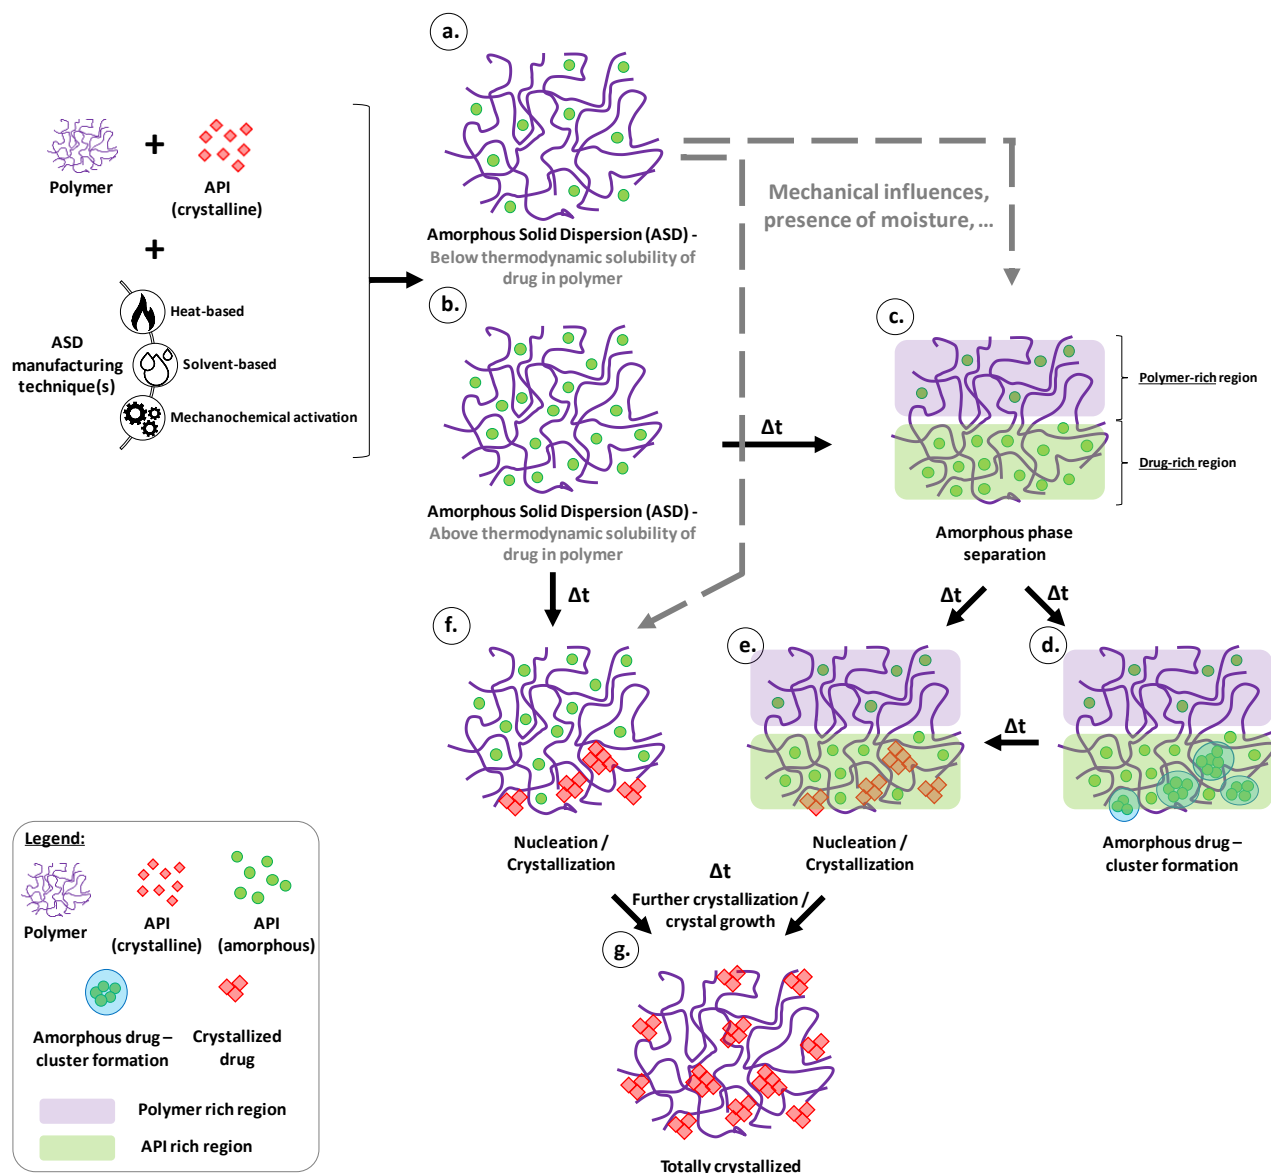 a.
Polymer
+
API
(crystalline)
+
ASD
manufacturing
technique(s)
Heat-based
Solvent-based
Mechanochemical activation
Amorphous Solid Dispersion (ASD) -
Below thermodynamic solubility of
drug in polymer
Mechanical influences,
presence of moisture, ...
b.
Amorphous Solid Dispersion (ASD) -
Above thermodynamic solubility of
drug in polymer
Δt
c.
Polymer-rich region
Drug-rich region
Amorphous phase
separation
Δt
Δt
Δt
f.
Nucleation /
Crystallization
e.
Nucleation /
Crystallization
Δt
d.
Amorphous drug –
cluster formation
Δt
Further crystallization /
crystal growth
g.
Totally crystallized
Legend:
Polymer
API
(crystalline)
API
(amorphous)
Amorphous drug –
cluster formation
Crystallized
drug
Polymer rich region
API rich region